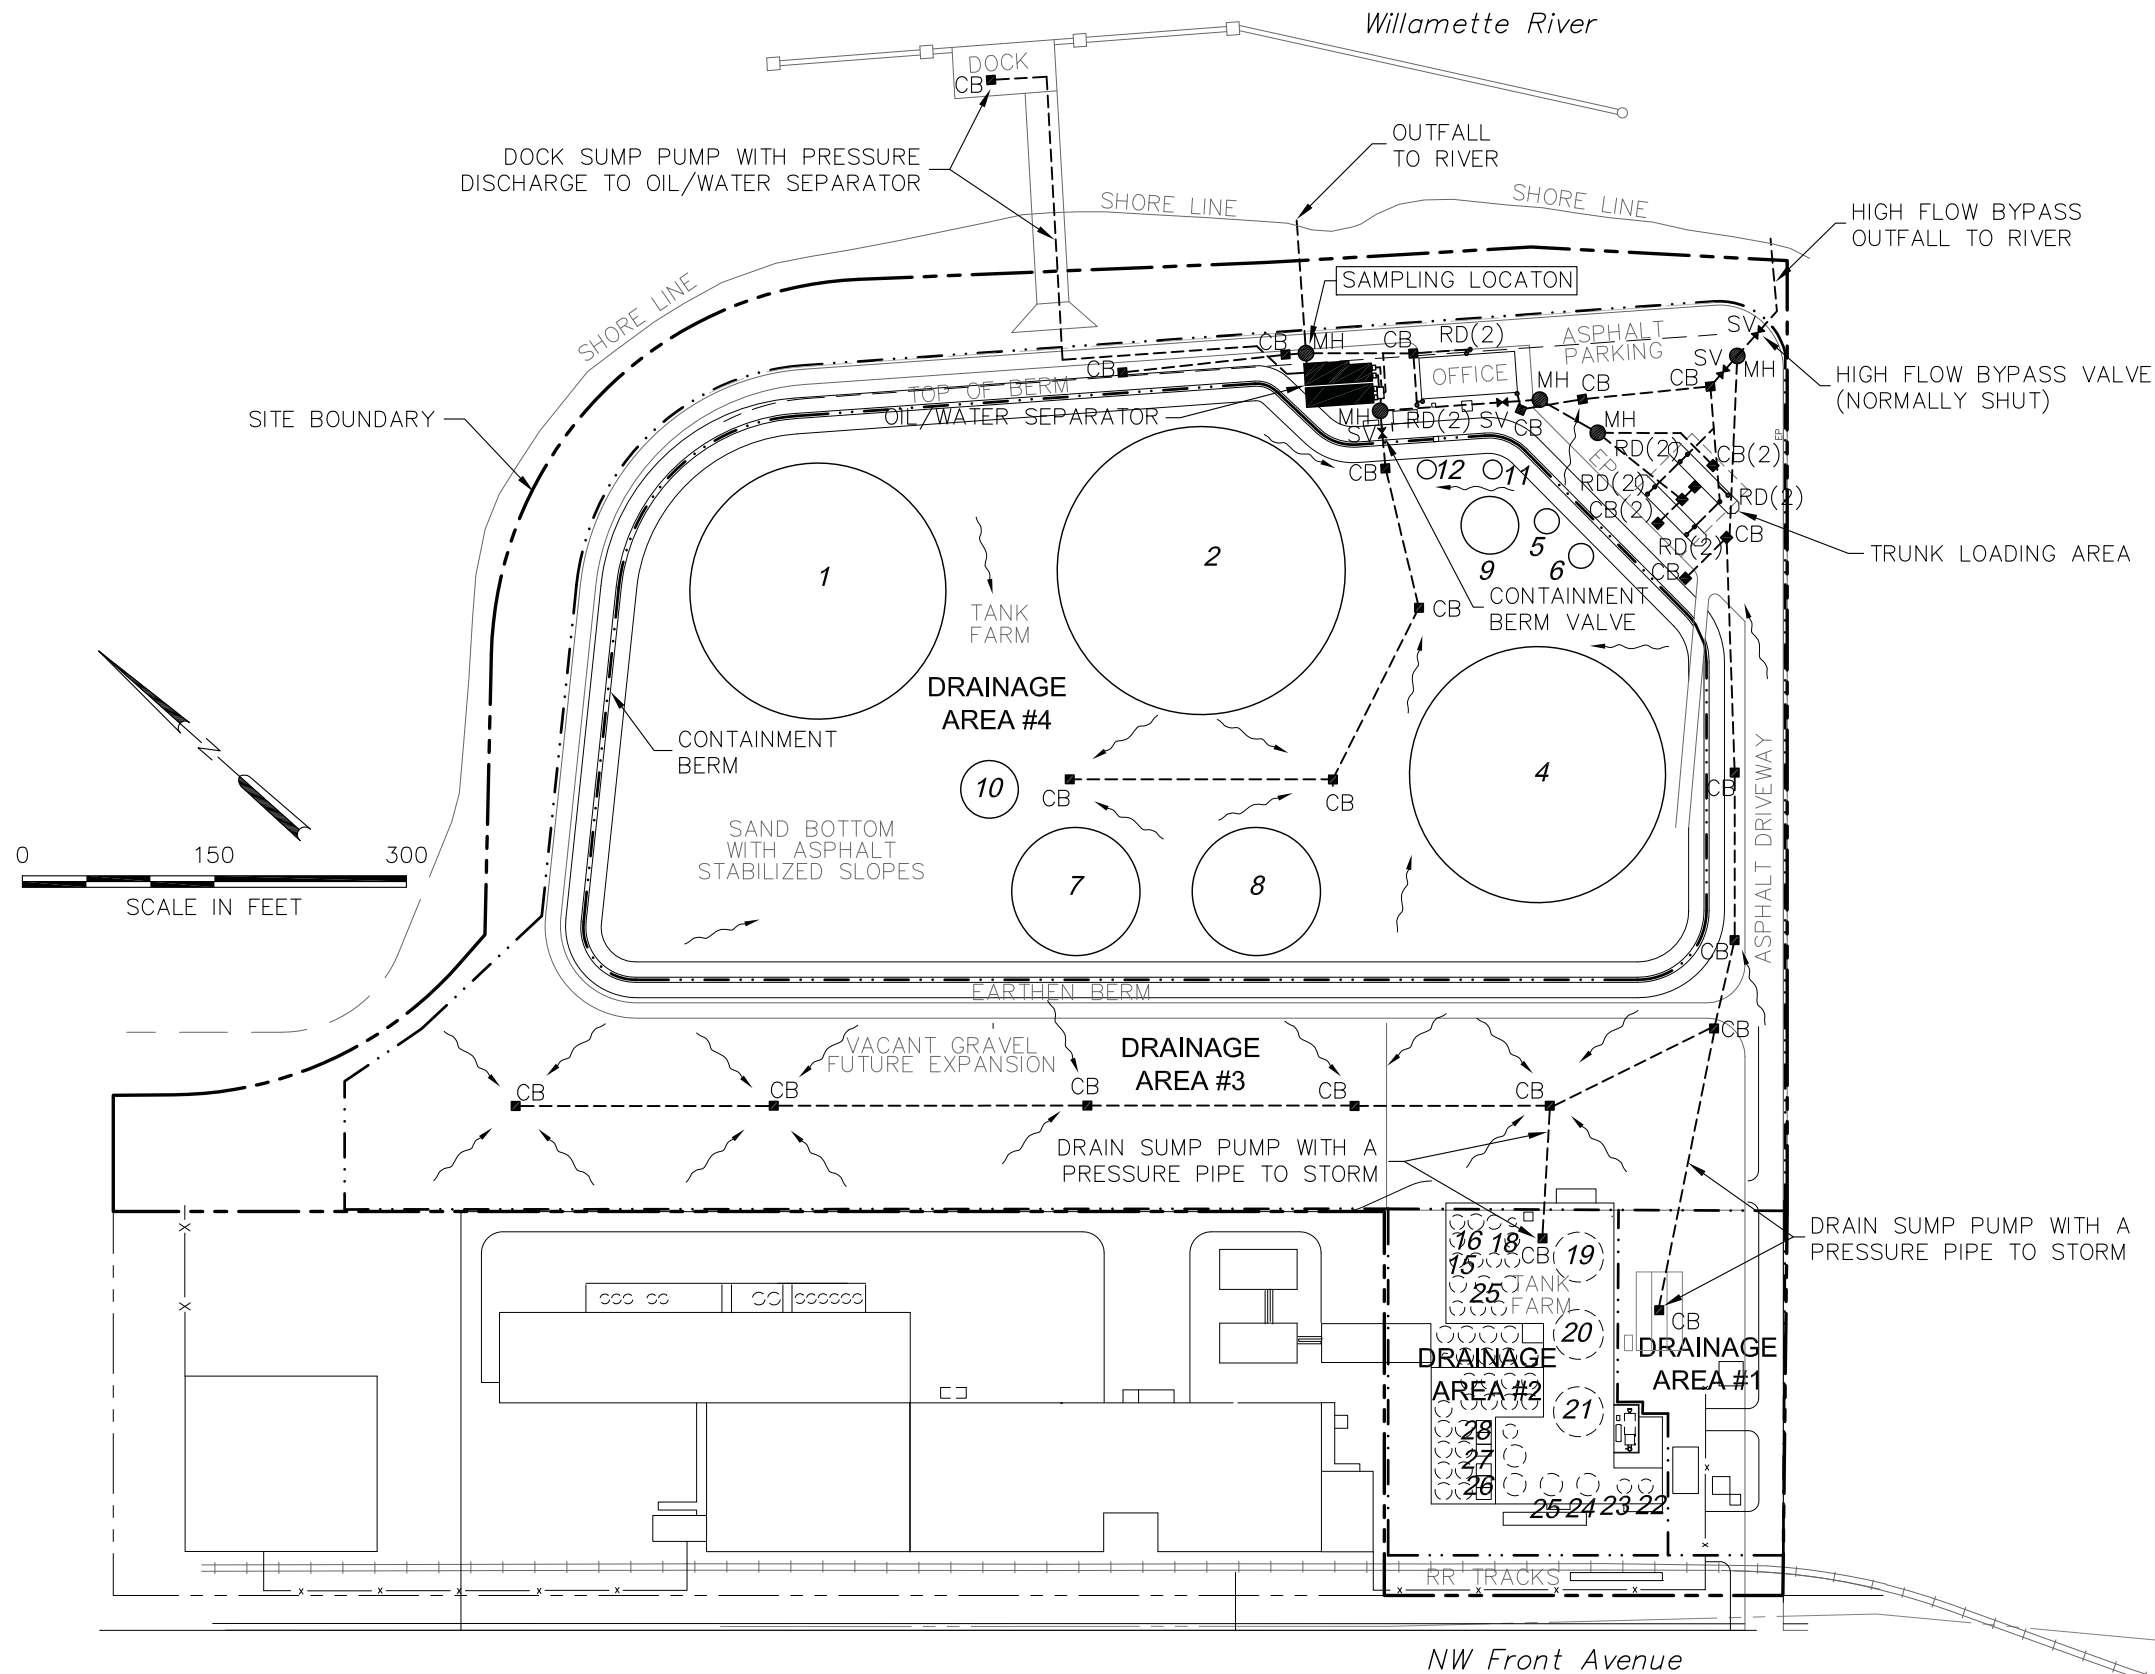 Willamette River
DOCK
CB
OUTFALL
TO RIVER
DOCK SUMP PUMP WITH PRESSURE
DISCHARGE TO OIL/WATER SEPARATOR
SHORE LINE
SHORE LINE
HIGH FLOW BYPASS
OUTFALL TO RIVER
SHORE LINE
SAMPLING LOCATON
SV
CB
MH
CB
RD(2)
ASPHALT
PARKING
SV
MH
CB
TOP OF BERM
OFFICE
MH
CB
CB
HIGH FLOW BYPASS VALVE
(NORMALLY SHUT)
SITE BOUNDARY
OIL/WATER SEPARATOR
MH
RD(2)
SV
CB
MH
SV
EP
RD(2)
CB(2)
EP
CB
12
11
RD(2)
RD(2)
CB(2)
5
RD(2)
CB
TRUNK LOADING AREA
1
2
9
6
CB
CONTAINMENT
BERM VALVE
CB
TANK
FARM
DRAINAGE
AREA #4
N
CONTAINMENT
BERM
4
10
CB
CB
CB
ASPHALT DRIVEWAY
SAND BOTTOM
WITH ASPHALT
STABILIZED SLOPES
0 150 300
SCALE IN FEET
7
8
CB
EARTHEN BERM
CB
VACANT GRAVEL
FUTURE EXPANSION
DRAINAGE
AREA #3
CB
CB
CB
CB
CB
DRAIN SUMP PUMP WITH A
PRESSURE PIPE TO STORM
DRAIN SUMP PUMP WITH A
PRESSURE PIPE TO STORM
16
18
CB
19
15
25
TANK
FARM
CB
20
DRAINAGE
AREA #2
DRAINAGE
AREA #1
21
28
27
26
25
24
23
22
RR TRACKS
NW Front Avenue